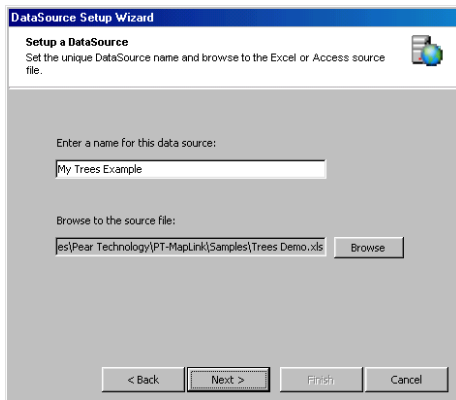 DataSource Setup Wizard
Setup a DataSource
Set the unique DataSource name and browse to the Excel or Access source
file.
Enter a name for this data source:
My Trees Example
Browse to the source file:
es\Pear Technology\PT-MapLink\Samples\Trees Demo.xls
Browse
< Back
Next >
Finish
Cancel